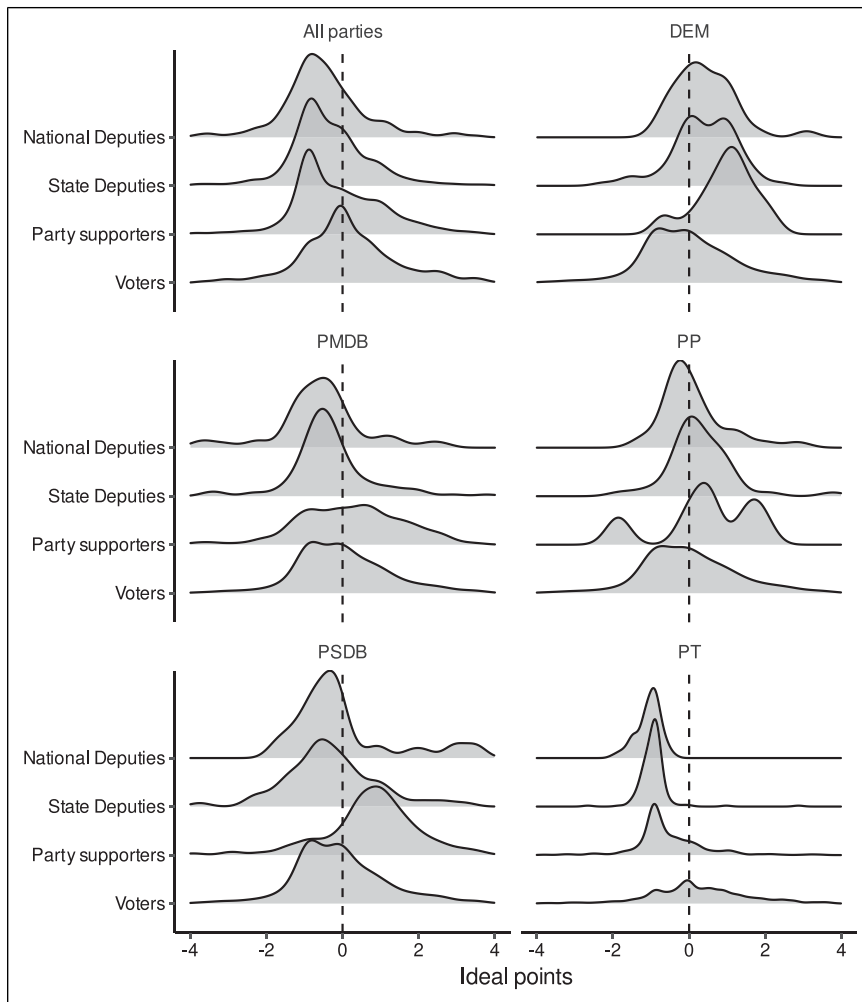 All parties DEM
National Deputies
State Deputies
Party supporters
Voters
PMDB PP
National Deputies
State Deputies
Party supporters
Voters
PSDB PT
National Deputies
State Deputies
Party supporters
Voters
-4 -2 0 2 4 -4 -2 0 2 4
Ideal points